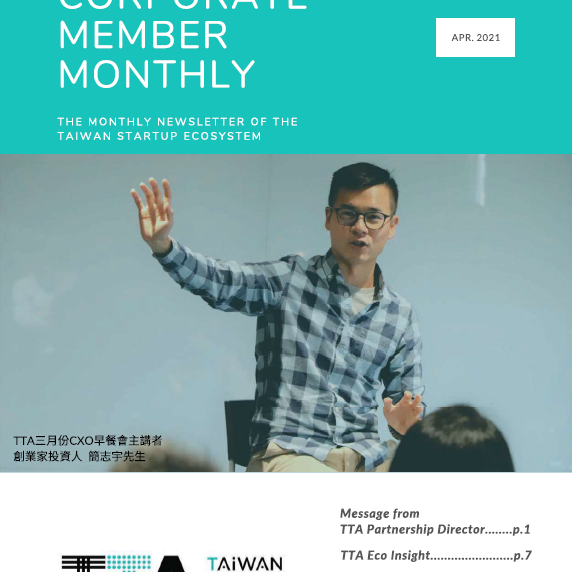 CORPORATE
MEMBER
MONTHLY
APR. 2021
THE MONTHLY NEWSLETTER OF THE
TAIWAN STARTUP ECOSYSTEM
TTA三月份CXO早餐會主講者
創業家投資人 簡志宇先生
Message from
TTA Partnership Director........p.1
TTA Eco Insight........................p.7
TTA
TAiWAN